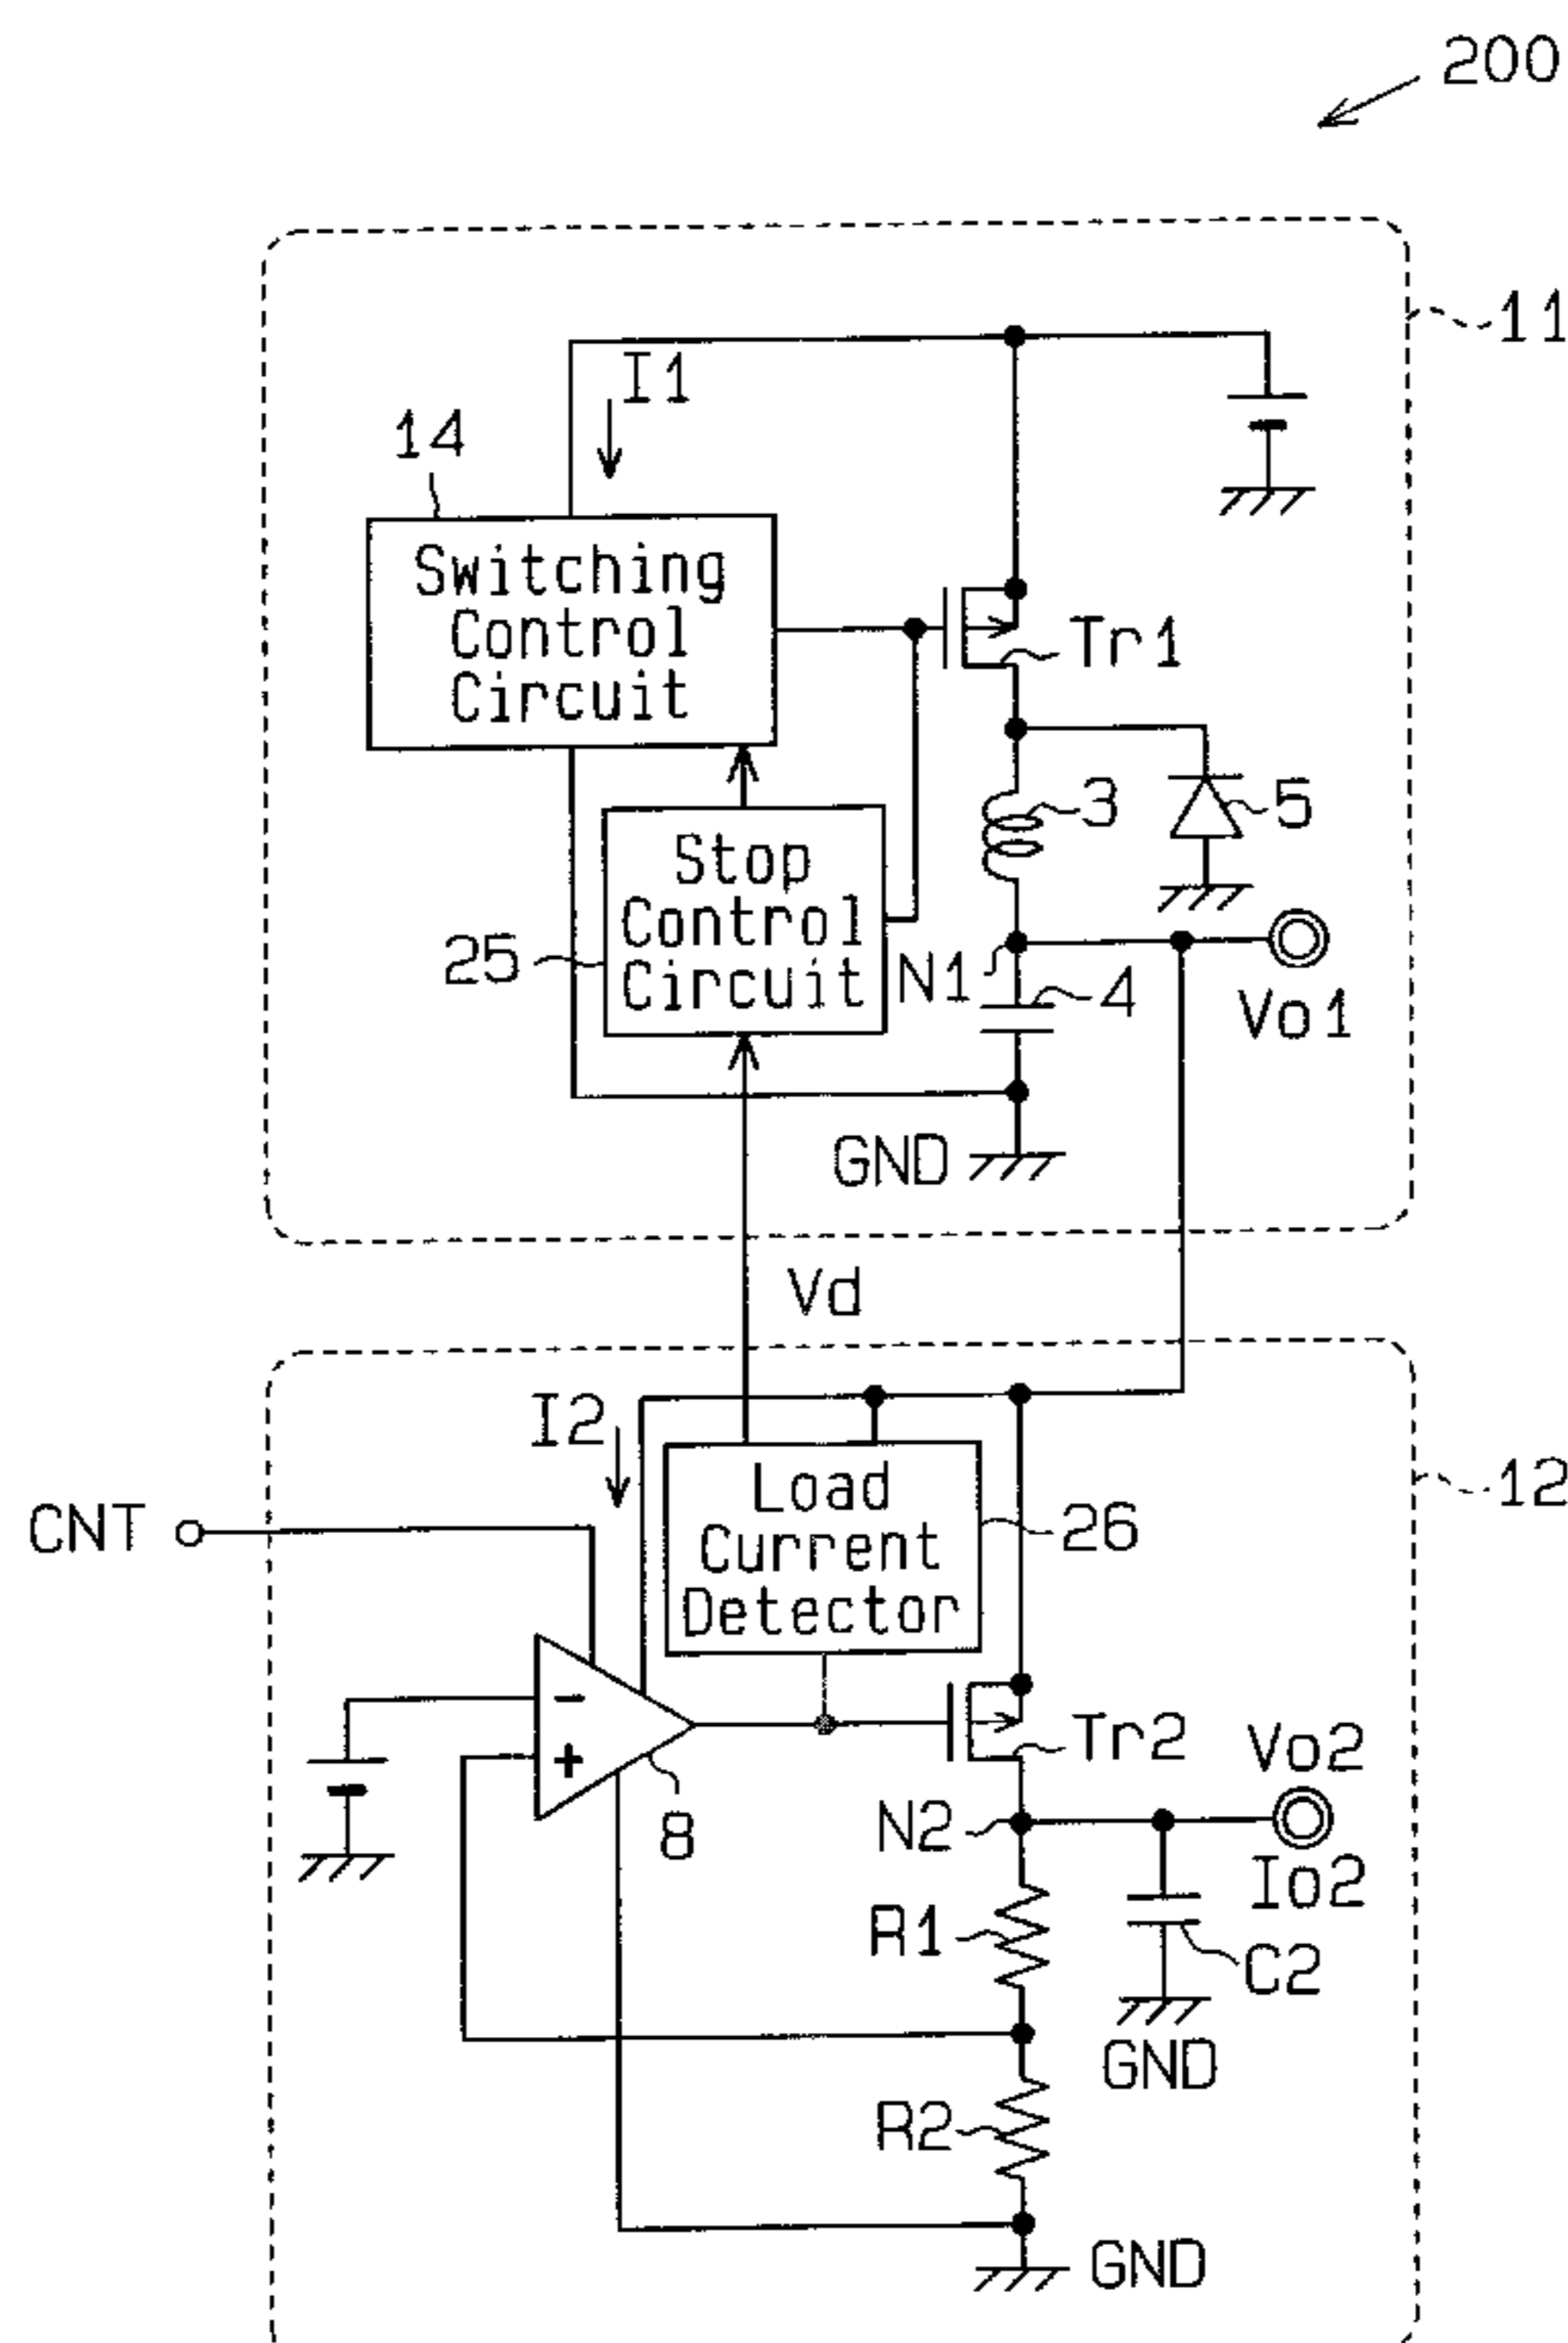 200
11
I1
14
Switching
Control
Circuit
Tr1
3
5
Stop
Control
Circuit
25
N1
4
Vo1
GND
Vd
I2
12
CNT
Load
Current
Detector
26
-
+
8
Tr2
Vo2
N2
Io2
R1
C2
GND
R2
GND